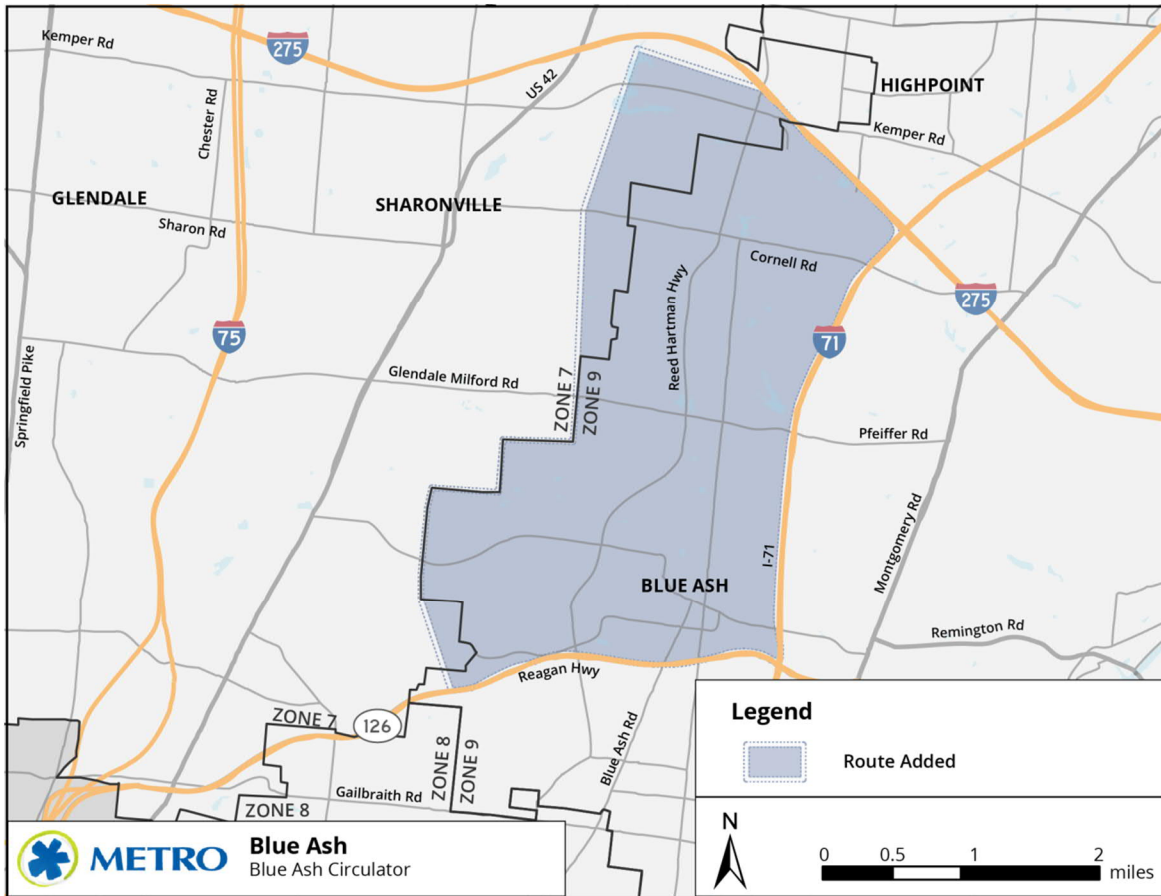 Kemper Rd
275
US 42
HIGHPOINT
Chester Rd
Kemper Rd
GLENDALE
SHARONVILLE
Sharon Rd
Cornell Rd
Reed Hartman Hwy
275
75
71
Springfield Pike
Glendale Milford Rd
ZONE 7
ZONE 9
Pfeiffer Rd
Montgomery Rd
I-71
BLUE ASH
Remington Rd
Reagan Hwy
ZONE 7
126
ZONE 8
ZONE 9
Blue Ash Rd
Gailbraith Rd
ZONE 8
Legend
Route Added
METRO
Blue Ash
Blue Ash Circulator
N
0 0.5 1 2
miles